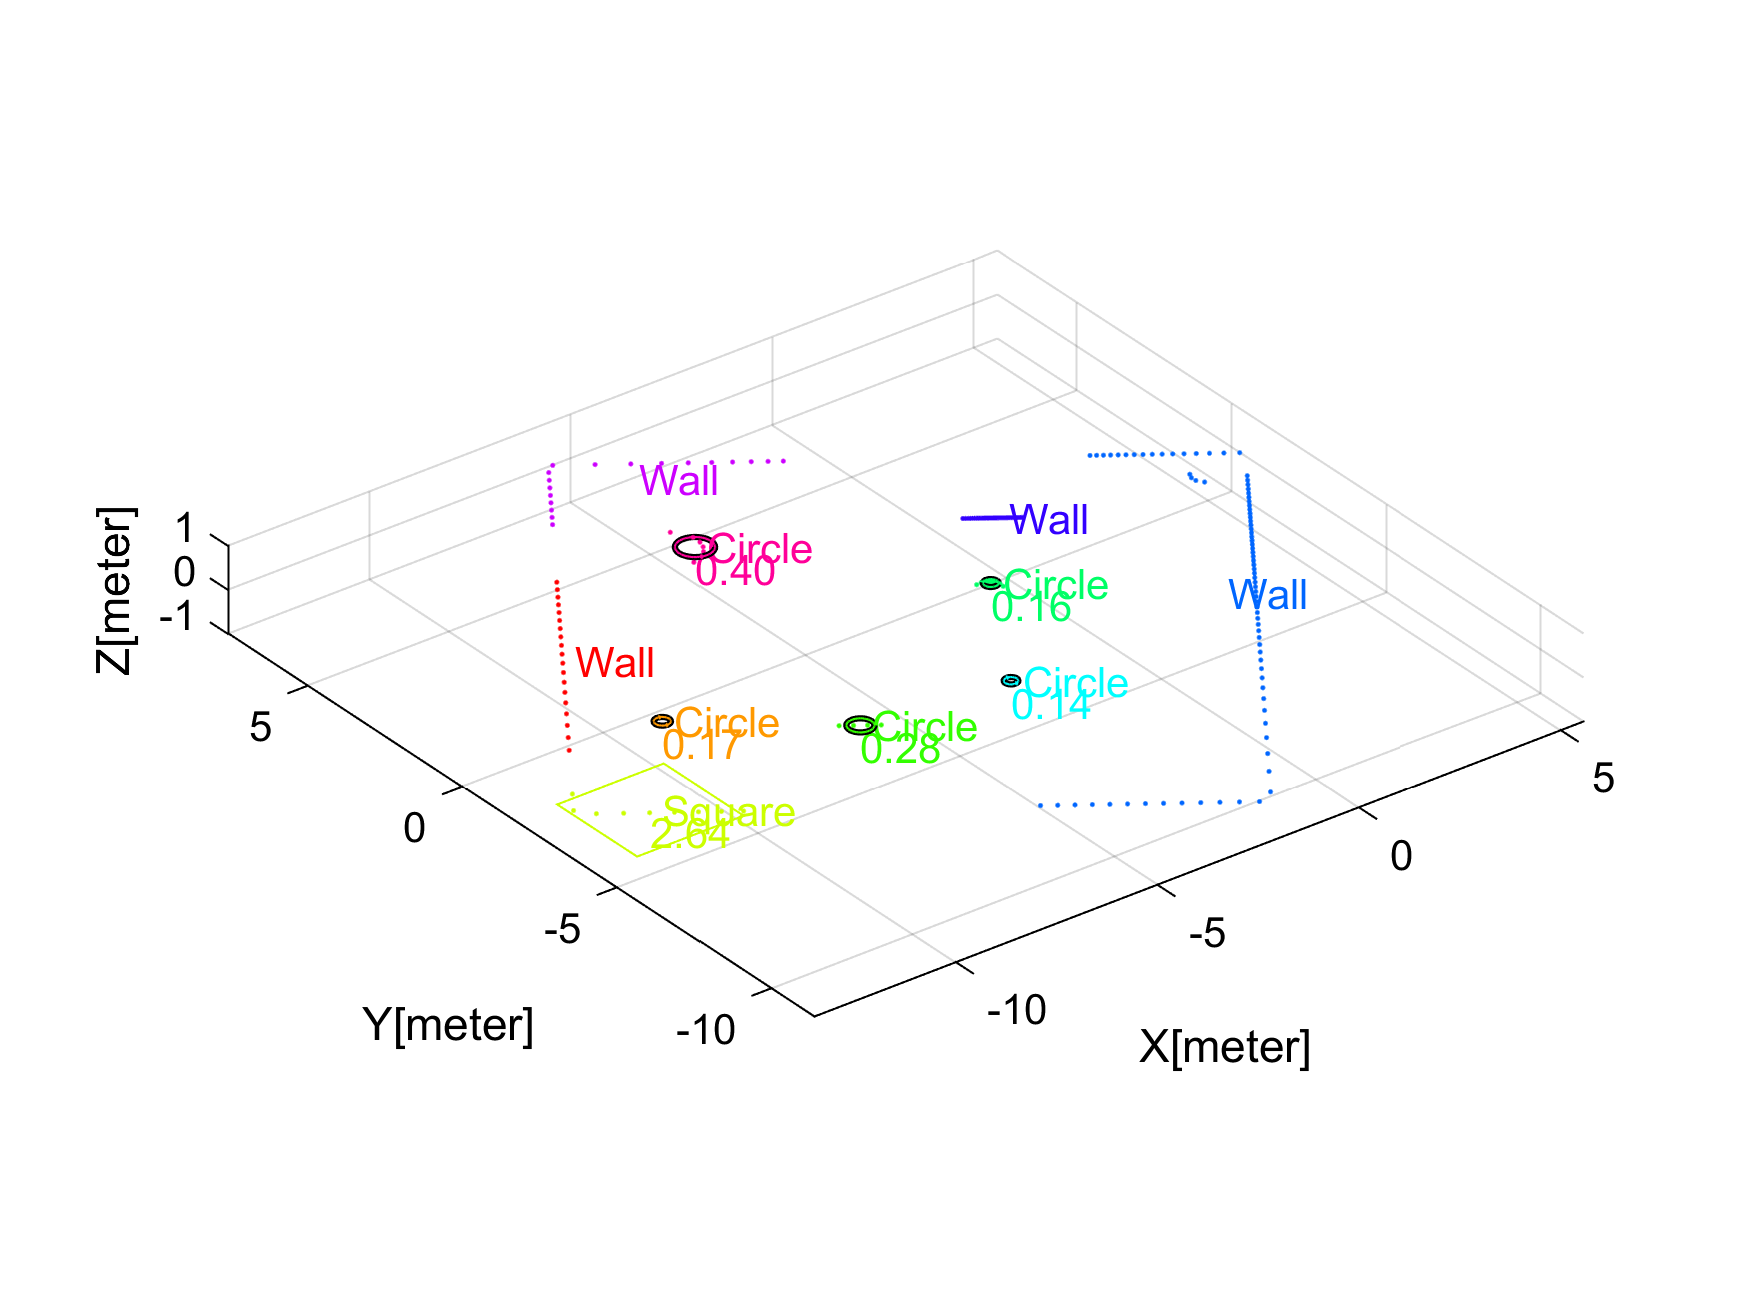 Wall
Wall
Circle
0.40
Circle
0.16
Wall
Wall
Circle
0.14
Circle
0.17
Circle
0.28
Square
2.64
1
0
-1
Z[meter]
5
0
-5
-10
Y[meter]
-10
-5
0
5
X[meter]